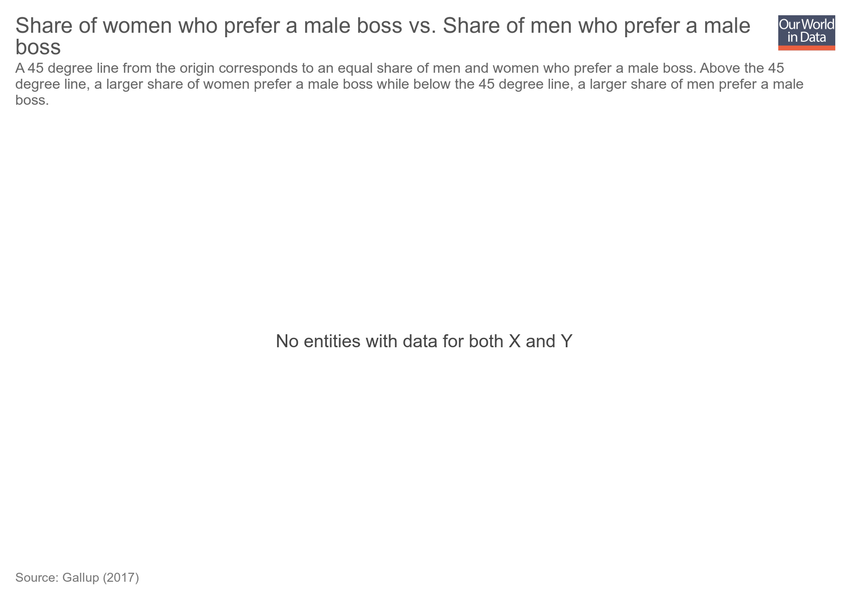 Share of women who prefer a male boss vs. Share of men who prefer a male
boss
Our World
in Data
A 45 degree line from the origin corresponds to an equal share of men and women who prefer a male boss. Above the 45
degree line, a larger share of women prefer a male boss while below the 45 degree line, a larger share of men prefer a male
boss.
No entities with data for both X and Y
Source: Gallup (2017)